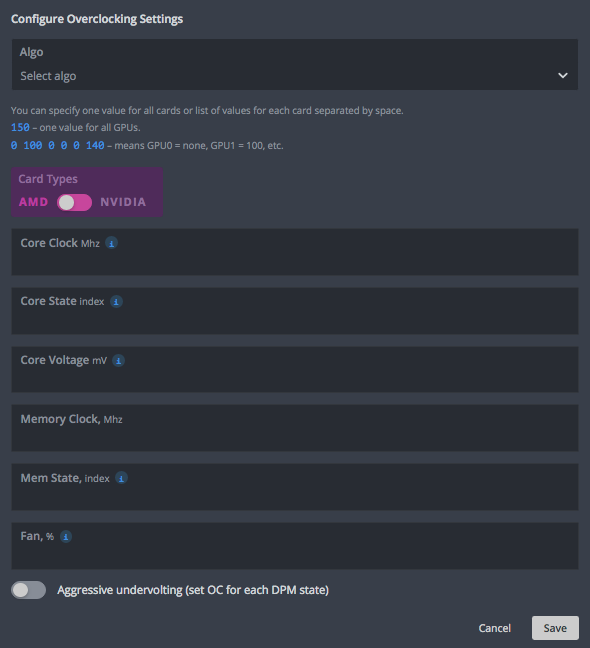 Configure Overclocking Settings
Algo
Select algo
You can specify one value for all cards or list of values for each card separated by space.
150 – one value for all GPUs.
0 100 0 0 0 140 – means GPU0 = none, GPU1 = 100, etc.
Card Types
AMD NVIDIA
Core Clock Mhz i
Core State index i
Core Voltage mV i
Memory Clock, Mhz
Mem State, index i
Fan, % i
Aggressive undervolting (set OC for each DPM state)
Cancel Save